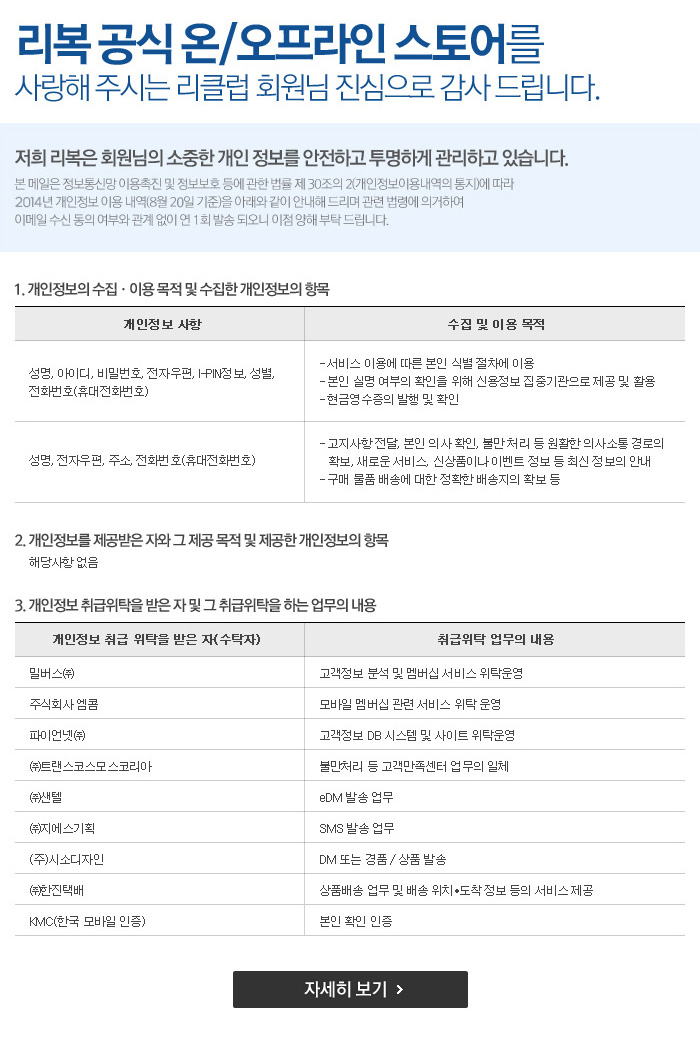 리복 공식 온/오프라인 스토어를
사랑해 주시는 리클럽 회원님 진심으로 감사 드립니다.
저희 리복은 회원님의 소중한 개인 정보를 안전하고 투명하게 관리하고 있습니다.
본 메일은 정보통신망 이용촉진 및 정보보호 등에 관한 법률 제 30조의 2(개인정보이용내역의 통지)에 따라
2014년 개인정보 이용 내역(8월 20일 기준)을 아래와 같이 안내해 드리며 관련 법령에 의거하여
이메일 수신 동의 여부와 관계 없이 연 1회 발송 되오니 이점 양해 부탁 드립니다.
1. 개인정보의 수집 · 이용 목적 및 수집한 개인정보의 항목
개인정보 사항 수집 및 이용 목적
성명, 아이디, 비밀번호, 전자우편, I-PIN정보, 성별,
전화번호(휴대전화번호)
- 서비스 이용에 따른 본인 식별 절차에 이용
- 본인 실명 여부의 확인을 위해 신용정보 집중기관으로 제공 및 활용
- 현금영수증의 발행 및 확인
성명, 전자우편, 주소, 전화번호(휴대전화번호)
- 고지사항 전달, 본인 의사 확인, 불만 처리 등 원활한 의사소통 경로의
확보, 새로운 서비스, 신상품이나 이벤트 정보 등 최신 정보의 안내
- 구매 물품 배송에 대한 정확한 배송지의 확보 등
2. 개인정보를 제공받은 자와 그 제공 목적 및 제공한 개인정보의 항목
해당사항 없음
3. 개인정보 취급위탁을 받은 자 및 그 취급위탁을 하는 업무의 내용
개인정보 취급 위탁을 받은 자(수탁자) 취급위탁 업무의 내용
밀버스㈜ 고객정보 분석 및 멤버십 서비스 위탁운영
주식회사 엠콤 모바일 멤버십 관련 서비스 위탁 운영
파이언넷㈜ 고객정보 DB 시스템 및 사이트 위탁운영
㈜트랜스코스모스코리아 불만처리 등 고객만족센터 업무의 일체
㈜샌텔 eDM 발송 업무
㈜지에스기획 SMS 발송 업무
(주)시소디자인 DM 또는 경품 / 상품 발송
㈜한진택배 상품배송 업무 및 배송 위치•도착 정보 등의 서비스 제공
KMC(한국 모바일 인증) 본인 확인 인증
자세히 보기 >